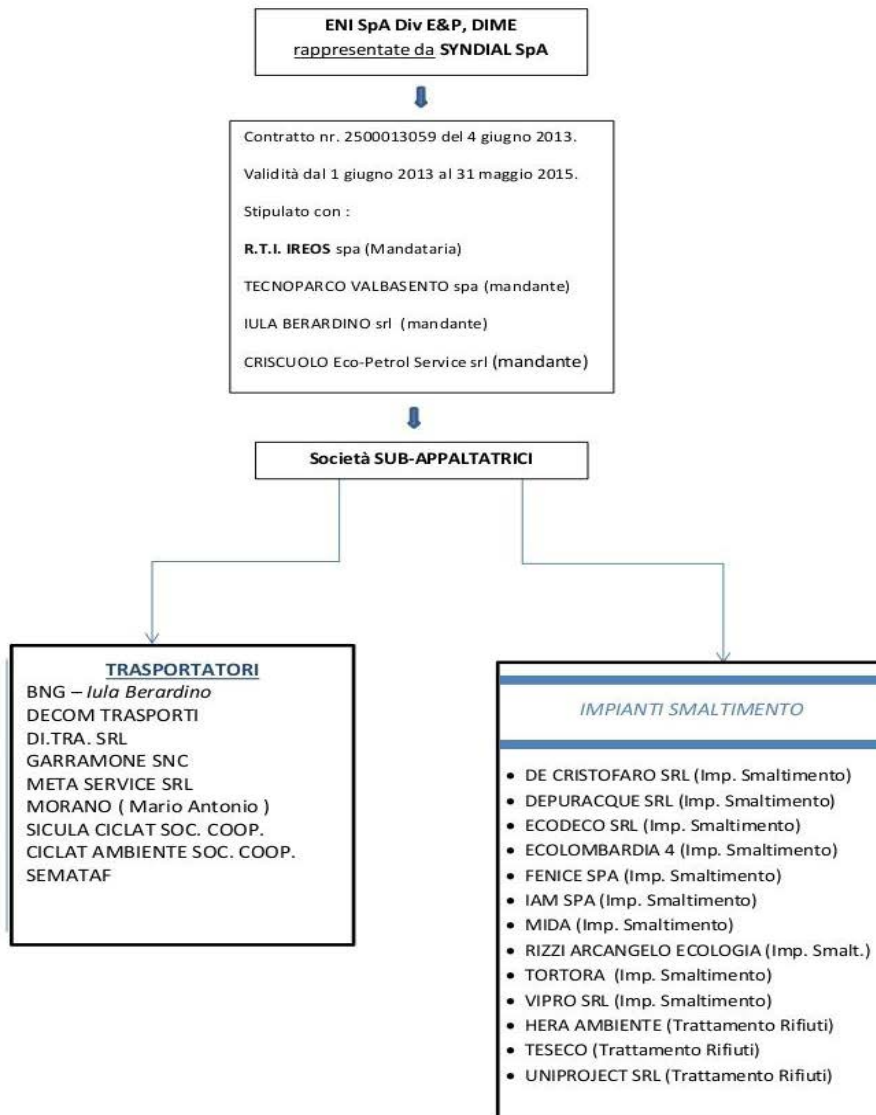 ENI SpA Div E&P, DIME
rappresentate da SYNDIAL SpA
Contratto nr. 2500013059 del 4 giugno 2013.
Validità dal 1 giugno 2013 al 31 maggio 2015.
Stipulato con :
R.T.I. IREOS spa (Mandataria)
TECNOPARCO VALBASENTO spa (mandante)
IULA BERARDINO srl (mandante)
CRISCUOLO Eco-Petrol Service srl (mandante)
Società SUB-APPALTATRICI
TRASPORTATORI
BNG – Iula Berardino
DECOM TRASPORTI
DI.TRA. SRL
GARRAMONE SNC
META SERVICE SRL
MORANO ( Mario Antonio )
SICULA CICLAT SOC. COOP.
CICLAT AMBIENTE SOC. COOP.
SEMATAF
IMPIANTI SMALTIMENTO
• DE CRISTOFARO SRL (Imp. Smaltimento)
• DEPURACQUE SRL (Imp. Smaltimento)
• ECODECO SRL (Imp. Smaltimento)
• ECOLOMBARDIA 4 (Imp. Smaltimento)
• FENICE SPA (Imp. Smaltimento)
• IAM SPA (Imp. Smaltimento)
• MIDA (Imp. Smaltimento)
• RIZZI ARCANGELO ECOLOGIA (Imp. Smalt.)
• TORTORA (Imp. Smaltimento)
• VIPRO SRL (Imp. Smaltimento)
• HERA AMBIENTE (Trattamento Rifiuti)
• TESECO (Trattamento Rifiuti)
• UNIPROJECT SRL (Trattamento Rifiuti)